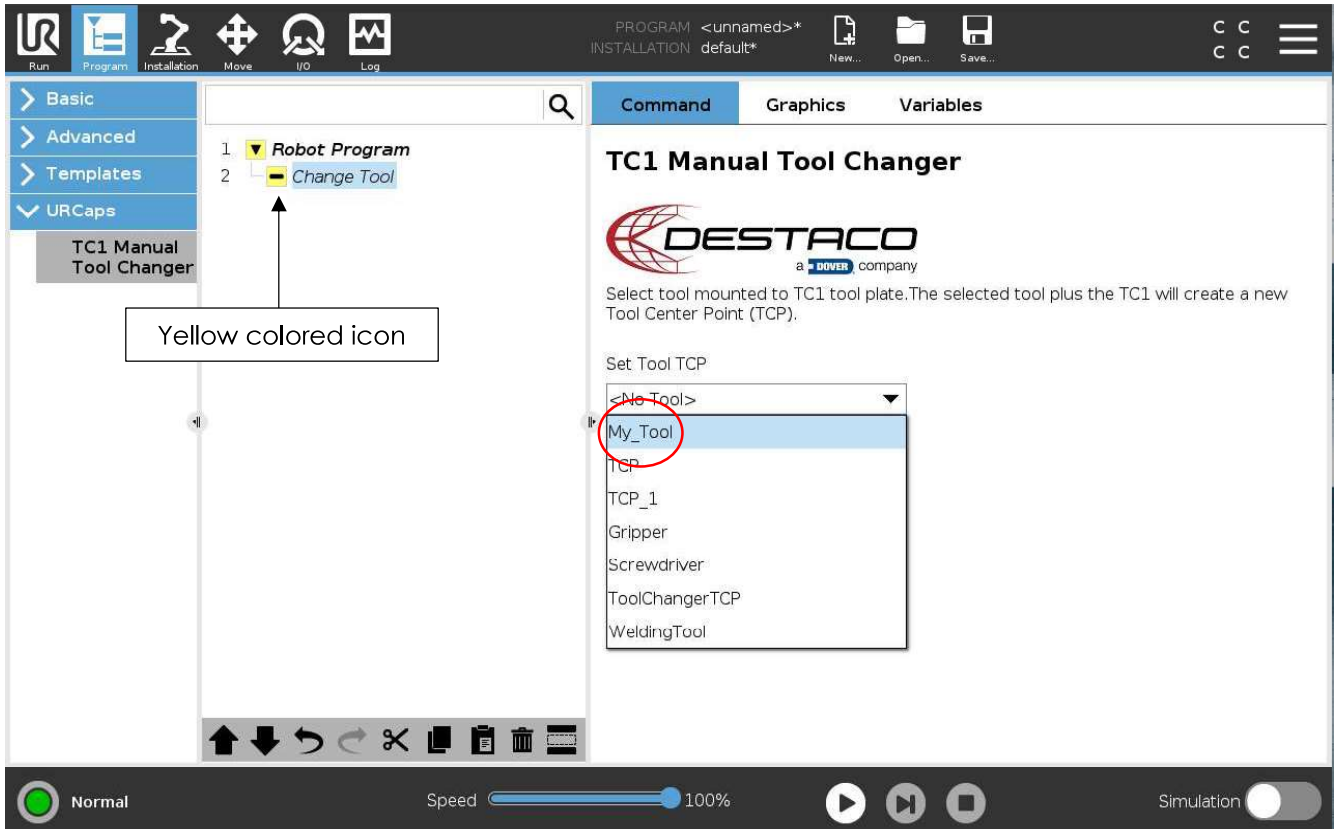 PROGRAM <unnamed>*
INSTALLATION default*
Run
Program
Installation
Move
I/O
Log
New...
Open...
Save...
C C
C C
Basic
Advanced
Templates
URCaps
TC1 Manual
Tool Changer
1 Robot Program
2 Change Tool
Yellow colored icon
Command
Graphics
Variables
TC1 Manual Tool Changer
DESTACO
a DOVER company
Select tool mounted to TC1 tool plate.The selected tool plus the TC1 will create a new
Tool Center Point (TCP).
Set Tool TCP
<No Tool>
My_Tool
TCP
TCP_1
Gripper
Screwdriver
ToolChangerTCP
WeldingTool
Normal
Speed
100%
Simulation